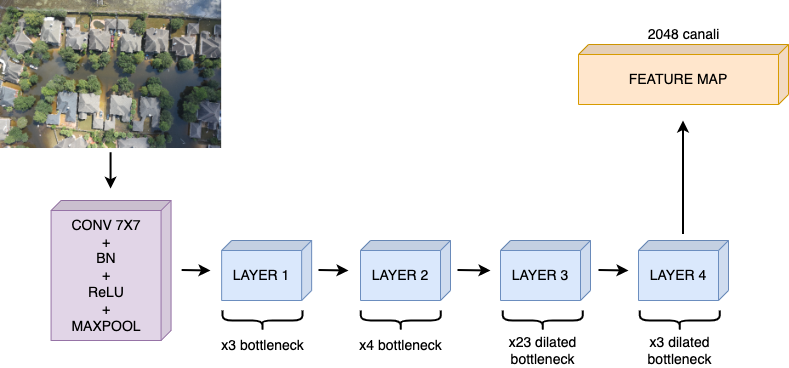 2048 canali
FEATURE MAP
CONV 7X7
+
BN
+
ReLU
+
MAXPOOL
LAYER 1
LAYER 2
LAYER 3
LAYER 4
x3 bottleneck
x4 bottleneck
x23 dilated
bottleneck
x3 dilated
bottleneck